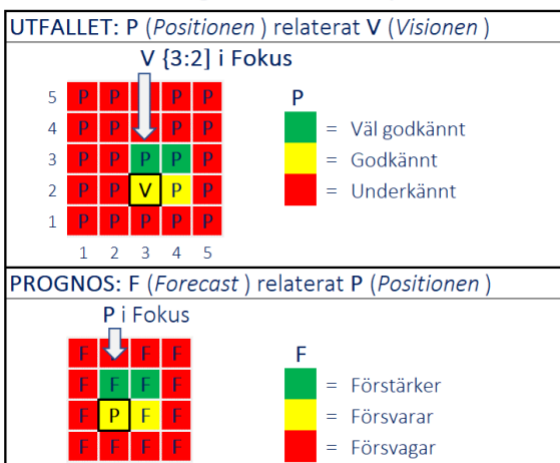 UTFALLET: P (Positionen ) relaterat V (Visionen )
V {3:2] i Fokus
5 P P P P
4 P P P P
3 P P P P P
2 P P V P P
1 P P P P P
1 2 3 4 5
P
= Väl godkännt
= Godkännt
= Underkännt
PROGNOS: F (Forecast ) relaterat P (Positionen )
P i Fokus
F F F F
F F F F
F P F F
F F F F
F
= Förstärker
= Försvarar
= Försvagar